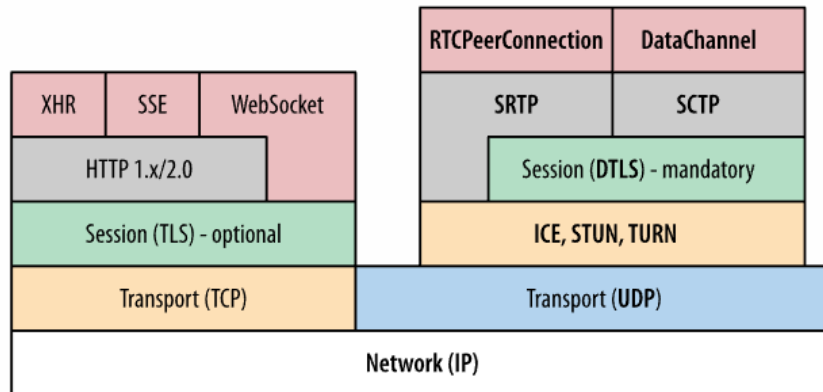 RTCPeerConnection
DataChannel
XHR
SSE
WebSocket
SRTP
SCTP
HTTP 1.x/2.0
Session (DTLS) - mandatory
Session (TLS) - optional
ICE, STUN, TURN
Transport (TCP)
Transport (UDP)
Network (IP)